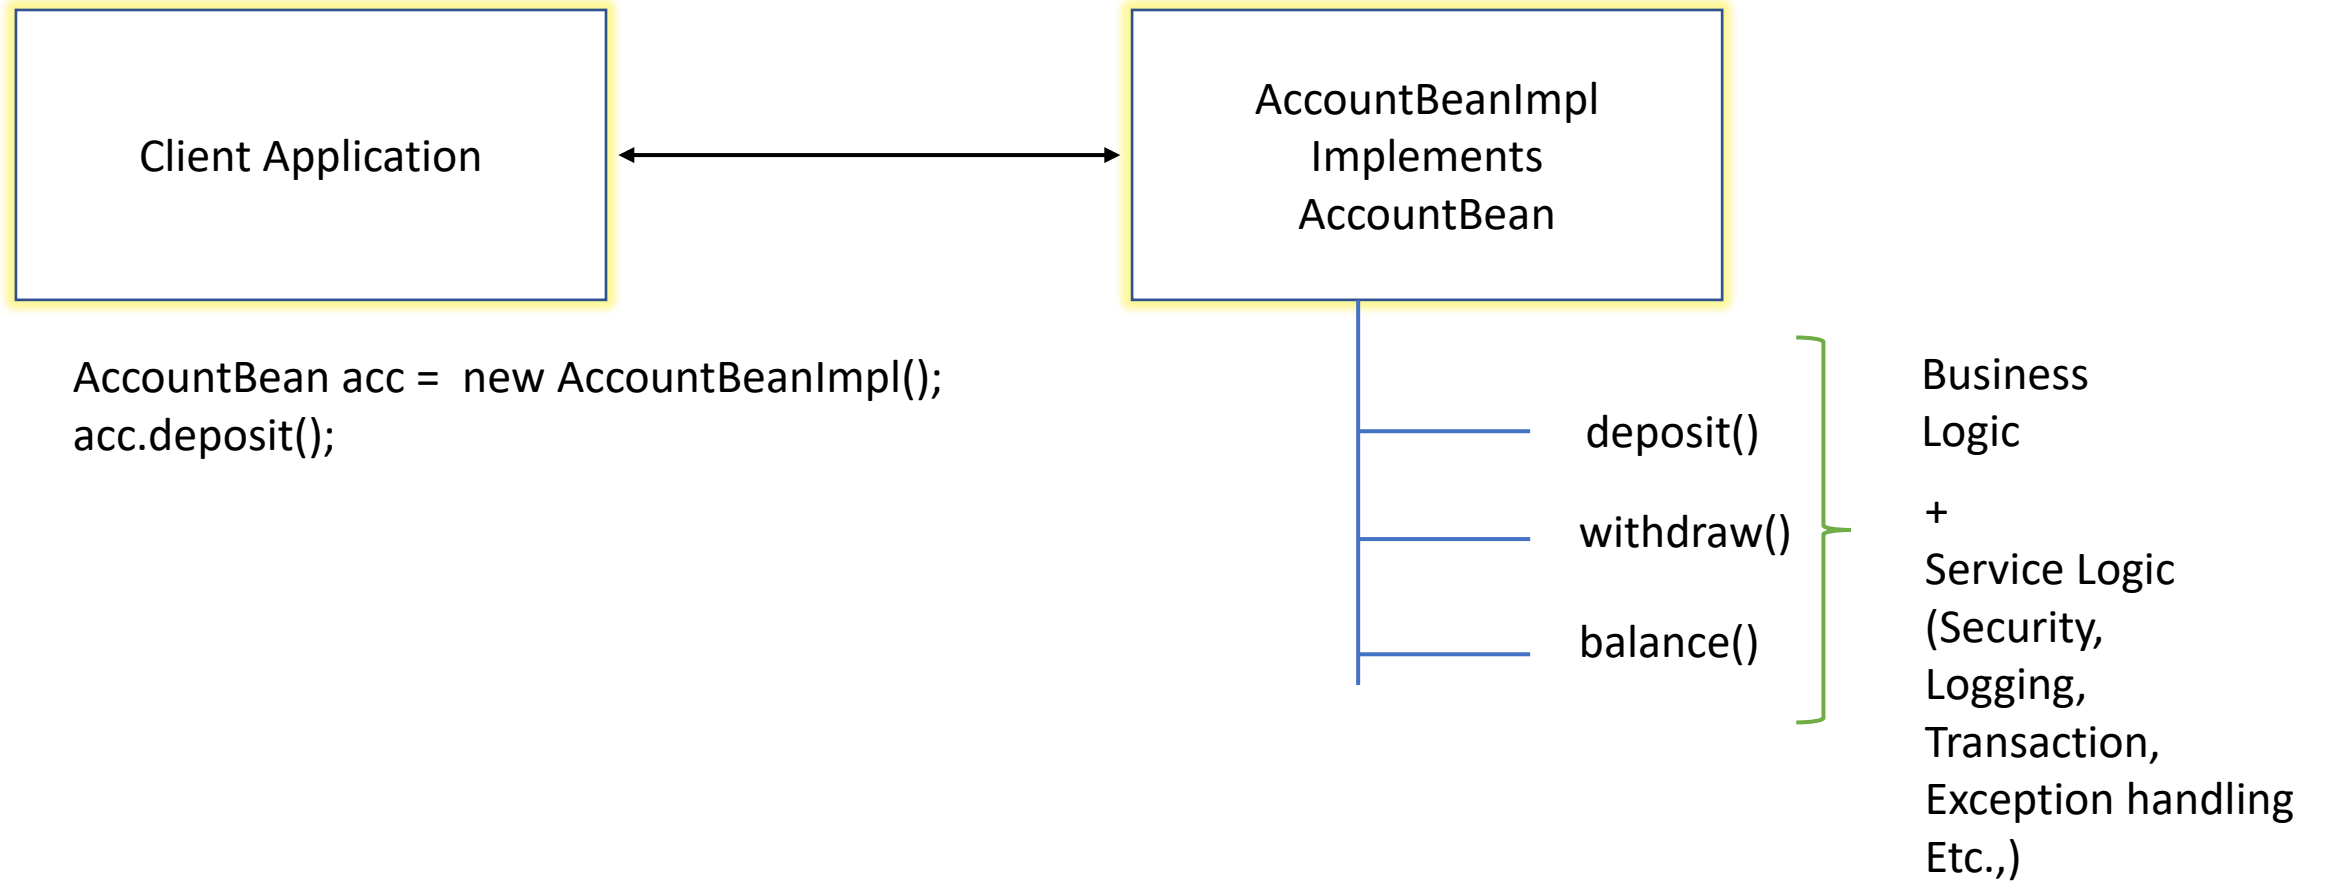 Client Application
AccountBeanImpl
Implements
AccountBean
AccountBean acc =  new AccountBeanImpl();
acc.deposit();
deposit()
withdraw()
balance()
Business
Logic
+
Service Logic
(Security,
Logging,
Transaction,
Exception handling
Etc.,)